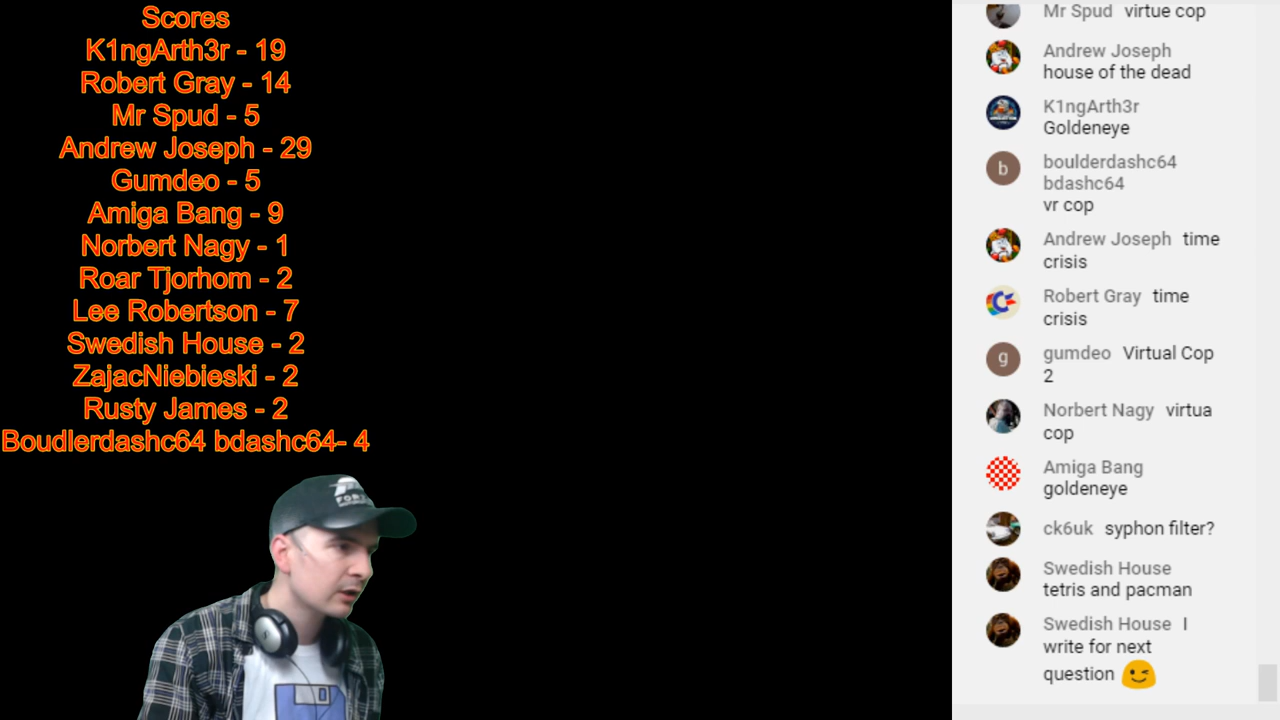 Scores
K1ngArth3r - 19
Robert Gray - 14
Mr Spud - 5
Andrew Joseph - 29
Gumdeo - 5
Amiga Bang - 9
Norbert Nagy - 1
Roar Tjorhom - 2
Lee Robertson - 7
Swedish House - 2
ZajacNiebieski - 2
Rusty James - 2
Boudlerdashc64 bdashc64- 4
Mr Spud virtue cop
Andrew Joseph
house of the dead
K1ngArth3r
Goldeneye
b
boulderdashc64
bdashc64
vr cop
Andrew Joseph time
crisis
Robert Gray time
crisis
g
gumdeo Virtual Cop
2
Norbert Nagy virtua
cop
Amiga Bang
goldeneye
ck6uk syphon filter?
Swedish House
tetris and pacman
Swedish House I
write for next
question